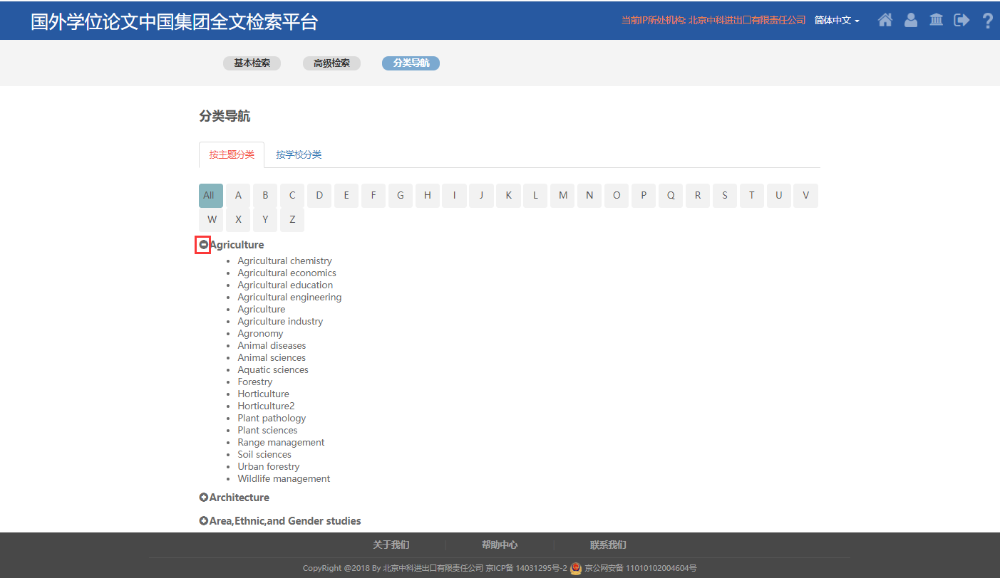 国外学位论文中国集团全文检索平台
当前IP所处机构: 北京中科进出口有限责任公司 简体中文
基本检索 高级检索 分类导航
分类导航
按主题分类 按学校分类
All A B C D E F G H I J K L M N O P Q R S T U V
W X Y Z
Agriculture
Agricultural chemistry
Agricultural economics
Agricultural education
Agricultural engineering
Agriculture
Agriculture industry
Agronomy
Animal diseases
Animal sciences
Aquatic sciences
Forestry
Horticulture
Horticulture2
Plant pathology
Plant sciences
Range management
Soil sciences
Urban forestry
Wildlife management
Architecture
Area,Ethnic,and Gender studies
关于我们 帮助中心 联系我们
CopyRight @2018 By 北京中科进出口有限责任公司 京ICP备 14031295号-2 京公网安备 11010102004604号